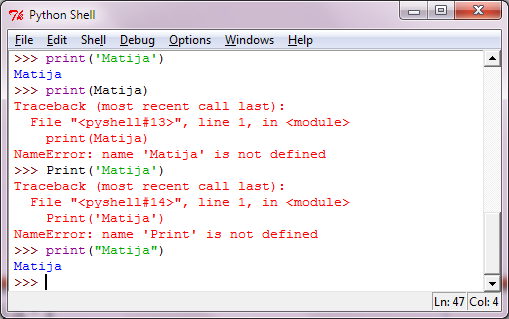 Python Shell
File Edit Shell Debug Options Windows Help
>>> print('Matija')
Matija
>>> print(Matija)
Traceback (most recent call last):
  File "<pyshell#13>", line 1, in <module>
    print(Matija)
NameError: name 'Matija' is not defined
>>> Print('Matija')
Traceback (most recent call last):
  File "<pyshell#14>", line 1, in <module>
    Print('Matija')
NameError: name 'Print' is not defined
>>> print("Matija")
Matija
>>>
Ln: 47 Col: 4